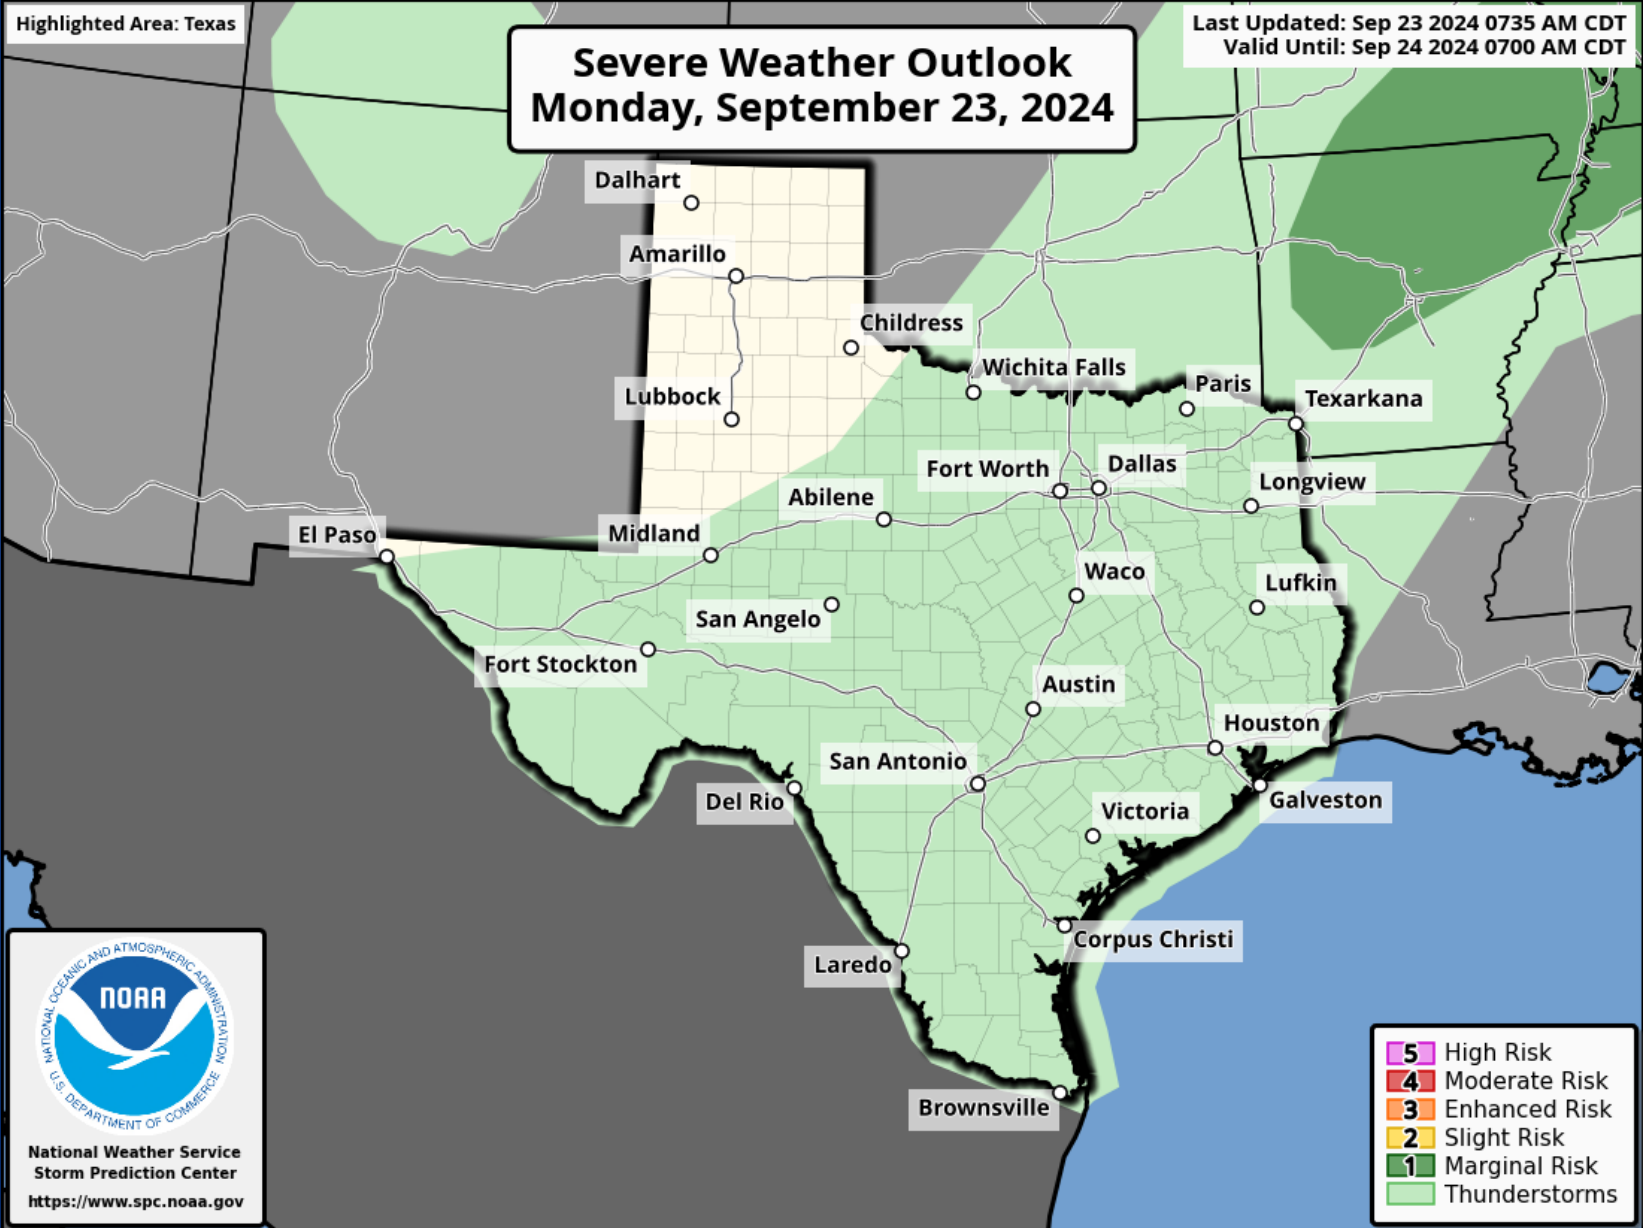 Highlighted Area: Texas
Severe Weather Outlook
Monday, September 23, 2024
Last Updated: Sep 23 2024 0735 AM CDT
Valid Until: Sep 24 2024 0700 AM CDT
Dalhart
Amarillo
Childress
Wichita Falls
Paris
Texarkana
Lubbock
Fort Worth
Dallas
Longview
Abilene
El Paso
Midland
Waco
Lufkin
San Angelo
Fort Stockton
Austin
Houston
San Antonio
Del Rio
Galveston
Victoria
Corpus Christi
Laredo
Brownsville
NATIONAL OCEANIC AND ATMOSPHERIC ADMINISTRATION
NOAA
U.S. DEPARTMENT OF COMMERCE
National Weather Service
Storm Prediction Center
https://www.spc.noaa.gov
5 High Risk
4 Moderate Risk
3 Enhanced Risk
2 Slight Risk
1 Marginal Risk
Thunderstorms